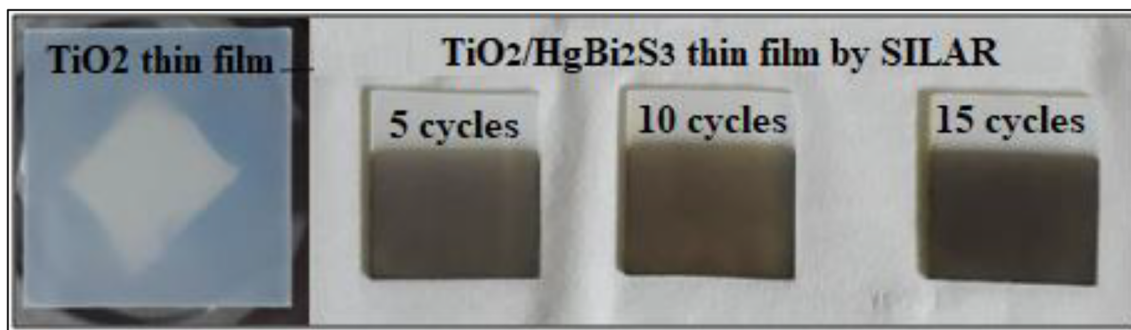 TiO2 thin film
TiO2/HgBi2S3 thin film by SILAR
5 cycles
10 cycles
15 cycles